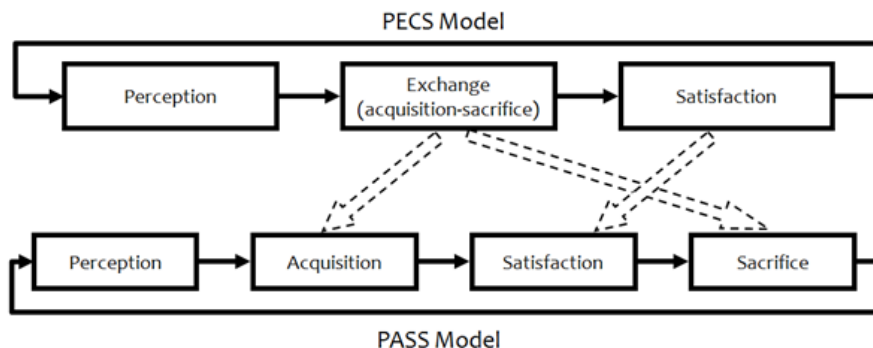 PECS Model
Perception
Exchange
(acquisition-sacrifice)
Satisfaction
Perception
Acquisition
Satisfaction
Sacrifice
PASS Model